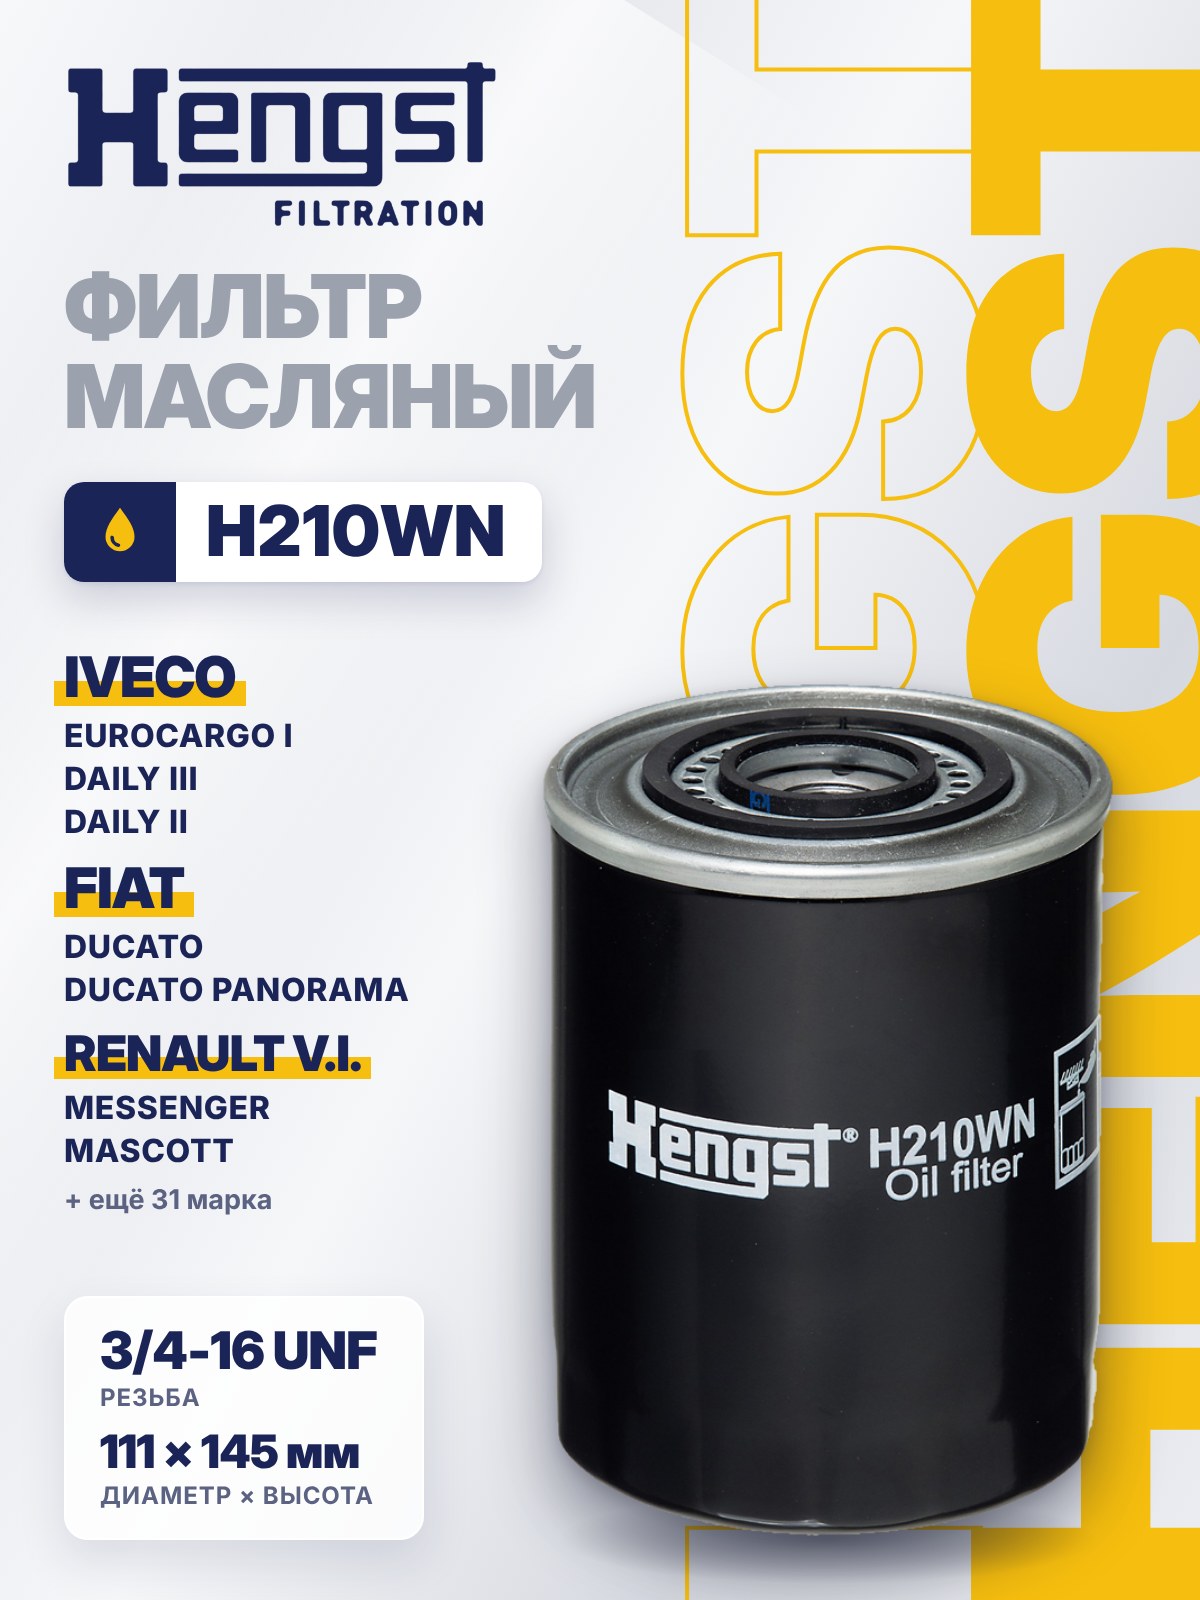 Hengst
FILTRATION
ФИЛЬТР
МАСЛЯНЫЙ
H210WN
IVECO
EUROCARGO I
DAILY III
DAILY II
FIAT
DUCATO
DUCATO PANORAMA
RENAULT V.I.
MESSENGER
MASCOTT
+ ещё 31 марка
3/4-16 UNF
РЕЗЬБА
111 × 145 мм
ДИАМЕТР × ВЫСОТА
Hengst® H210WN
Oil filter
HENGST